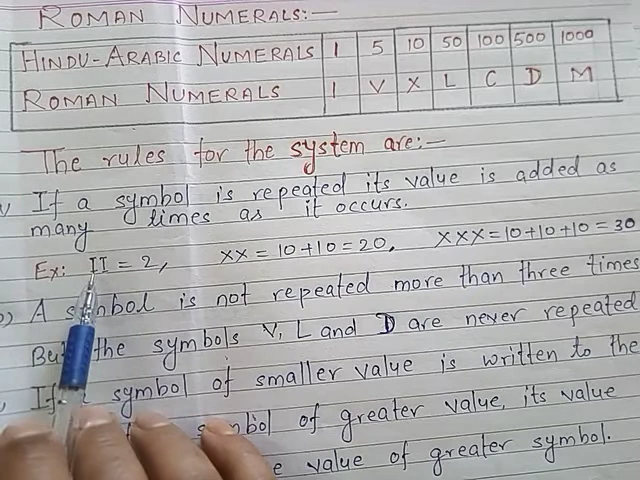 ROMAN NUMERALS:—
HINDU-ARABIC NUMERALS 1 5 10 50 100 500 1000
ROMAN NUMERALS I V X L C D M
The rules for the system are:—
If a symbol is repeated its value is added as
many times as it occurs.
Ex: II = 2, XX = 10+10=20, XXX=10+10+10=30
A symbol is not repeated more than three times
But the symbols V, L and D are never repeated
If a symbol of smaller value is written to the
symbol of greater value, its value
value of greater symbol.